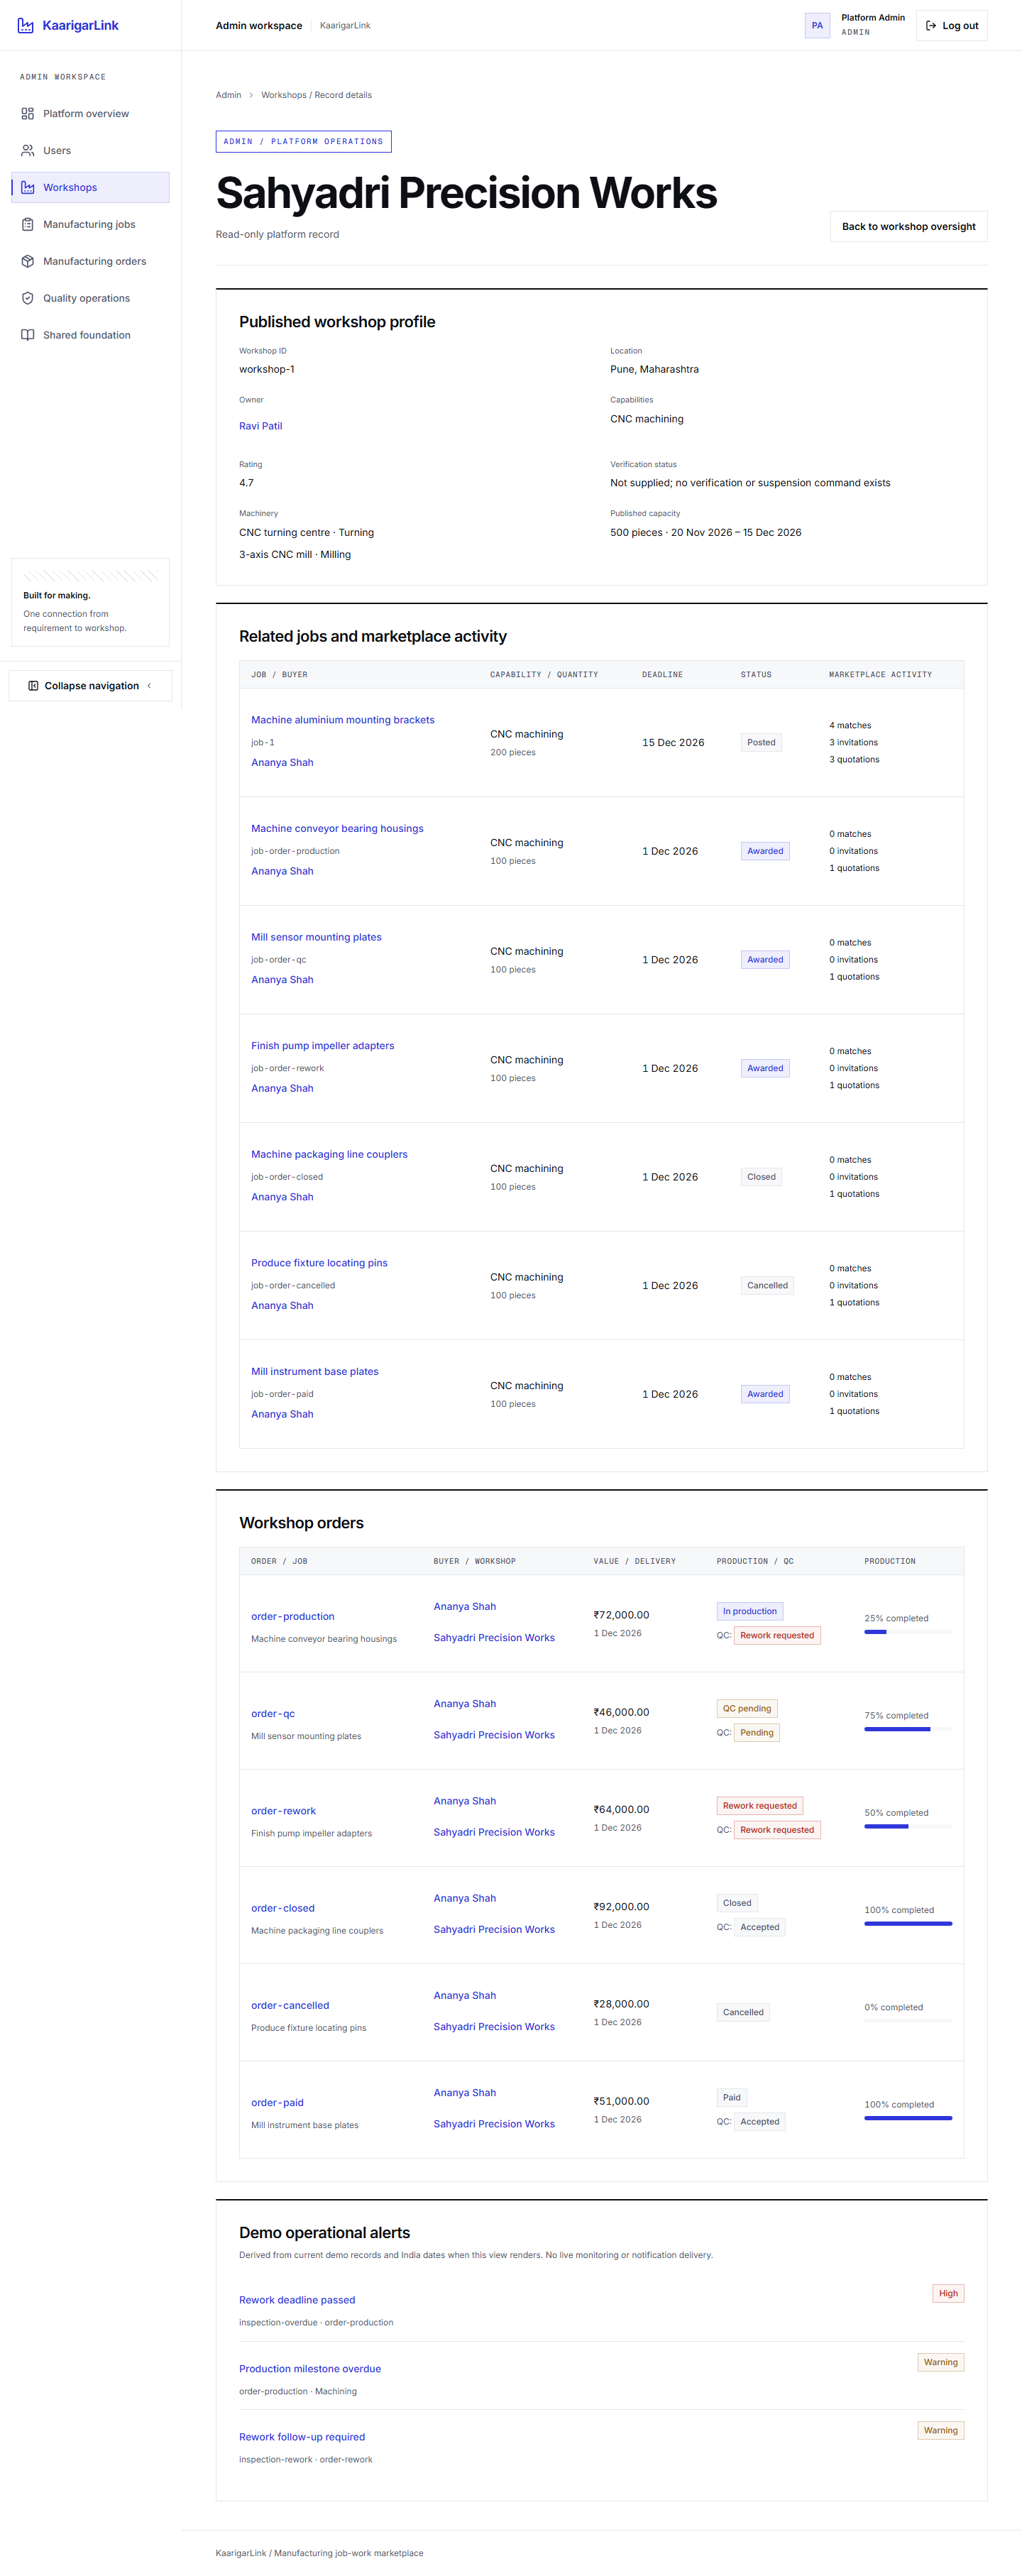 KaarigarLink
Admin workspace
KaarigarLink
PA
Platform Admin
ADMIN
Log out
ADMIN WORKSPACE
Platform overview
Users
Workshops
Manufacturing jobs
Manufacturing orders
Quality operations
Shared foundation
Built for making.
One connection from
requirement to workshop.
Collapse navigation
Admin > Workshops / Record details
ADMIN / PLATFORM OPERATIONS
Sahyadri Precision Works
Read-only platform record
Back to workshop oversight
Published workshop profile
Workshop ID
workshop-1
Location
Pune, Maharashtra
Owner
Ravi Patil
Capabilities
CNC machining
Rating
4.7
Verification status
Not supplied; no verification or suspension command exists
Machinery
CNC turning centre · Turning
3-axis CNC mill · Milling
Published capacity
500 pieces · 20 Nov 2026 – 15 Dec 2026
Related jobs and marketplace activity
JOB / BUYER CAPABILITY / QUANTITY DEADLINE STATUS MARKETPLACE ACTIVITY
Machine aluminium mounting brackets
job-1
Ananya Shah
CNC machining
200 pieces
15 Dec 2026
Posted
4 matches
3 invitations
3 quotations
Machine conveyor bearing housings
job-order-production
Ananya Shah
CNC machining
100 pieces
1 Dec 2026
Awarded
0 matches
0 invitations
1 quotations
Mill sensor mounting plates
job-order-qc
Ananya Shah
CNC machining
100 pieces
1 Dec 2026
Awarded
0 matches
0 invitations
1 quotations
Finish pump impeller adapters
job-order-rework
Ananya Shah
CNC machining
100 pieces
1 Dec 2026
Awarded
0 matches
0 invitations
1 quotations
Machine packaging line couplers
job-order-closed
Ananya Shah
CNC machining
100 pieces
1 Dec 2026
Closed
0 matches
0 invitations
1 quotations
Produce fixture locating pins
job-order-cancelled
Ananya Shah
CNC machining
100 pieces
1 Dec 2026
Cancelled
0 matches
0 invitations
1 quotations
Mill instrument base plates
job-order-paid
Ananya Shah
CNC machining
100 pieces
1 Dec 2026
Awarded
0 matches
0 invitations
1 quotations
Workshop orders
ORDER / JOB BUYER / WORKSHOP VALUE / DELIVERY PRODUCTION / QC PRODUCTION
order-production
Machine conveyor bearing housings
Ananya Shah
Sahyadri Precision Works
₹72,000.00
1 Dec 2026
In production
QC: Rework requested
25% completed
order-qc
Mill sensor mounting plates
Ananya Shah
Sahyadri Precision Works
₹46,000.00
1 Dec 2026
QC pending
QC: Pending
75% completed
order-rework
Finish pump impeller adapters
Ananya Shah
Sahyadri Precision Works
₹64,000.00
1 Dec 2026
Rework requested
QC: Rework requested
50% completed
order-closed
Machine packaging line couplers
Ananya Shah
Sahyadri Precision Works
₹92,000.00
1 Dec 2026
Closed
QC: Accepted
100% completed
order-cancelled
Produce fixture locating pins
Ananya Shah
Sahyadri Precision Works
₹28,000.00
1 Dec 2026
Cancelled
0% completed
order-paid
Mill instrument base plates
Ananya Shah
Sahyadri Precision Works
₹51,000.00
1 Dec 2026
Paid
QC: Accepted
100% completed
Demo operational alerts
Derived from current demo records and India dates when this view renders. No live monitoring or notification delivery.
Rework deadline passed
High
inspection-overdue · order-production
Production milestone overdue
Warning
order-production · Machining
Rework follow-up required
Warning
inspection-rework · order-rework
KaarigarLink / Manufacturing job-work marketplace